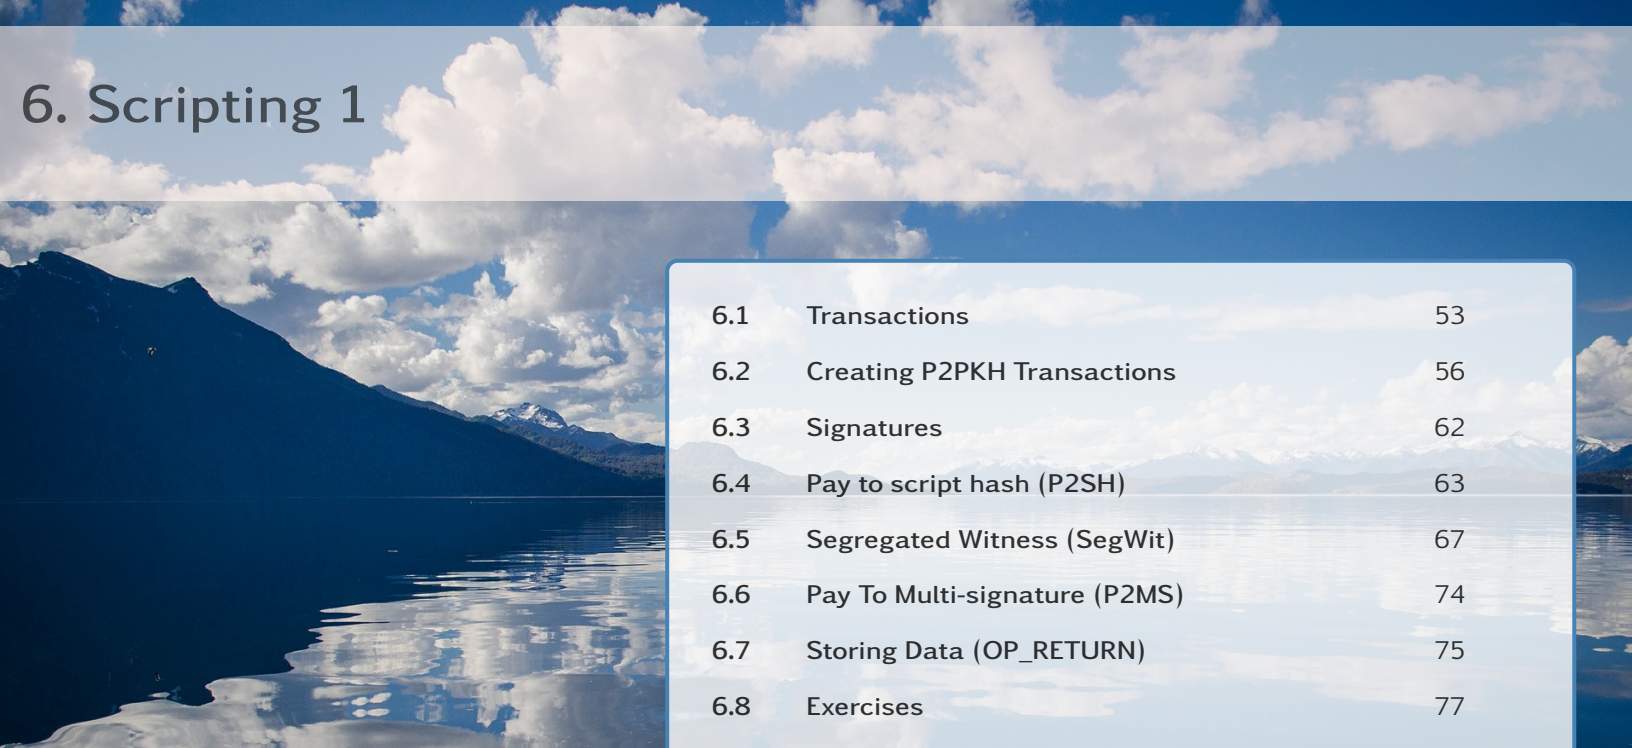 6. Scripting 1
6.1 Transactions 53
6.2 Creating P2PKH Transactions 56
6.3 Signatures 62
6.4 Pay to script hash (P2SH) 63
6.5 Segregated Witness (SegWit) 67
6.6 Pay To Multi-signature (P2MS) 74
6.7 Storing Data (OP_RETURN) 75
6.8 Exercises 77